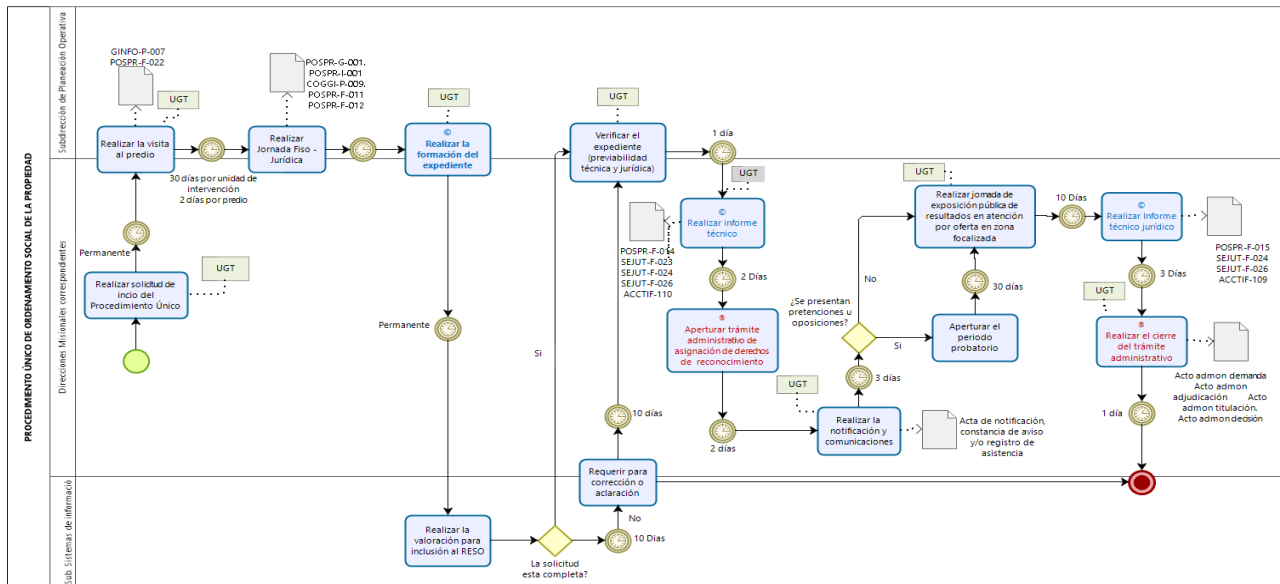 PROCEDIMIENTO ÚNICO DE ORDENAMIENTO SOCIAL DE LA PROPIEDAD
Subdirección de Planeación Operativa
GINFO-P-007
POSPR-F-022
UGT
Realizar la visita
al predio
30 días por unidad de
intervención
2 días por predio
POSPR-G-001.
POSPR-I-001
COGGI-P-009.
POSPR-F-011
POSPR-F-012
Realizar
Jornada Fiso -
Jurídica
UGT
©
Realizar la
formación del
expediente
UGT
Verificar el
expediente
(previabilidad
técnica y jurídica)
1 día
Direcciones Misionales correspondientes
Permanente
Realizar solicitud de
incio del
Procedimiento Único
UGT
Permanente
Si
10 días
UGT
©
Realizar informe
técnico
POSPR-F-014
SEJUT-F-023
SEJUT-F-024
SEJUT-F-026
ACCTIF-110
2 Días
®
Aperturar trámite
administrativo de
asignación de derechos
de reconocimiento
2 días
UGT
Realizar la
notificación y
comunicaciones
Acta de notificación,
constancia de aviso
y/o registro de
asistencia
3 días
¿Se presentan
pretenciones u
oposiciones?
No
Si
Aperturar el
periodo
probatorio
30 días
UGT
Realizar jornada de
exposición pública de
resultados en atención
por oferta en zona
focalizada
10 Días
©
Realizar Informe
técnico jurídico
POSPR-F-015
SEJUT-F-024
SEJUT-F-026
ACCTIF-109
3 Días
UGT
®
Realizar el cierre
del trámite
administrativo
Acto admon demanda
Acto admon
adjudicación Acto
admon titulación.
Acto admon decisión
1 día
Sub. Sistemas de informació
Requerir para
corrección o
aclaración
No
10 Dias
Realizar la
valoración para
inclusión al RESO
La solicitud
esta completa?